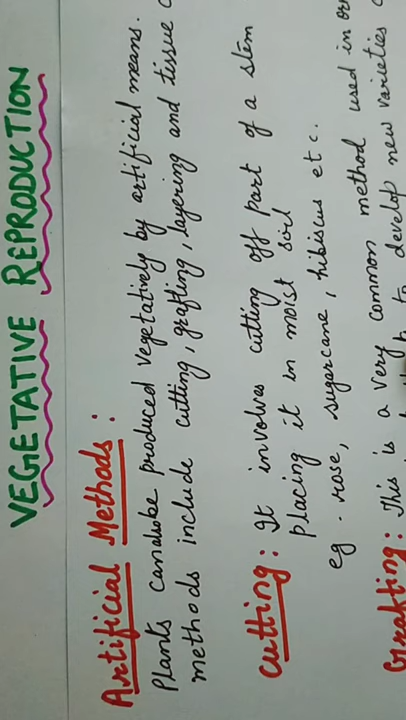 VEGETATIVE REPRODUCTION
Artificial Methods :
Plants can also be produced vegetatively by artificial means.
methods include cutting, grafting, layering and tissue
Cutting : It involves cutting off part of a stem
placing it in moist soil
eg . rose, sugarcane, hibiscus etc.
Grafting : This is a very common method used in
to develop new varieties